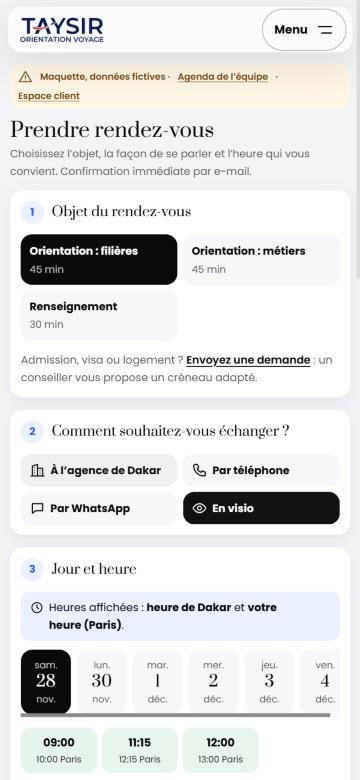 TAYSIR
ORIENTATION VOYAGE
Menu
Maquette, données fictives · Agenda de l'équipe ·
Espace client
Prendre rendez-vous
Choisissez l'objet, la façon de se parler et l'heure qui vous
convient. Confirmation immédiate par e-mail.
1 Objet du rendez-vous
Orientation : filières
45 min
Orientation : métiers
45 min
Renseignement
30 min
Admission, visa ou logement ? Envoyez une demande : un
conseiller vous propose un créneau adapté.
2 Comment souhaitez-vous échanger ?
À l'agence de Dakar
Par téléphone
Par WhatsApp
En visio
3 Jour et heure
Heures affichées : heure de Dakar et votre
heure (Paris).
sam. lun. mar. mer. jeu. ven.
28 30 1 2 3 4
nov. nov. déc. déc. déc. déc.
09:00 11:15 12:00
10:00 Paris 12:15 Paris 13:00 Paris